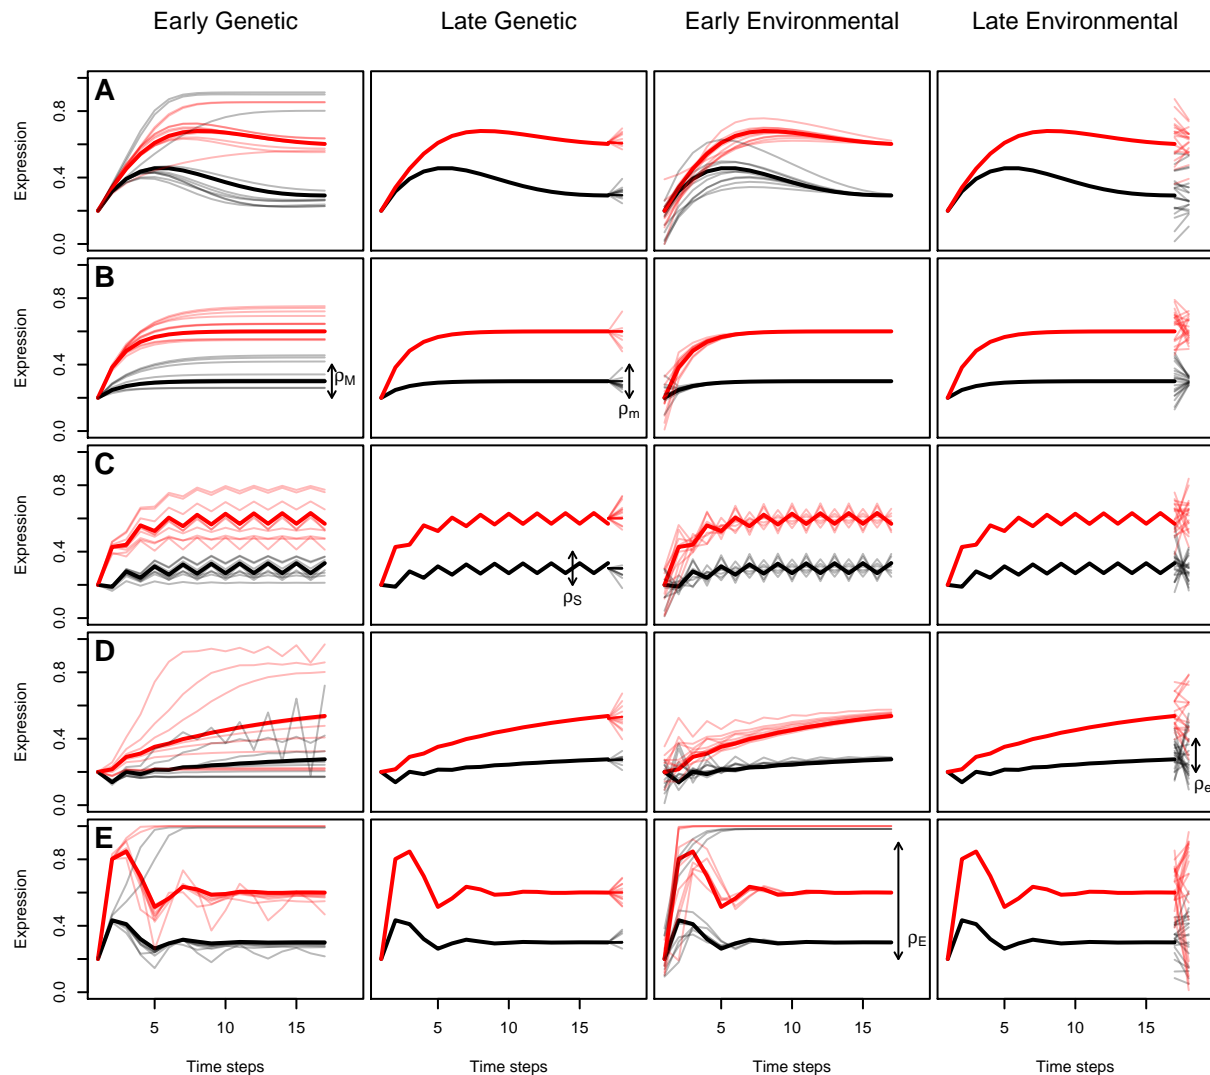 Early Genetic Late Genetic Early Environmental Late Environmental
A
Expression
0.0 0.4 0.8
B
Expression
0.0 0.4 0.8
ρM
ρm
C
Expression
0.0 0.4 0.8
ρS
D
Expression
0.0 0.4 0.8
ρe
E
Expression
0.0 0.4 0.8
ρE
5 10 15 5 10 15 5 10 15 5 10 15
Time steps Time steps Time steps Time steps